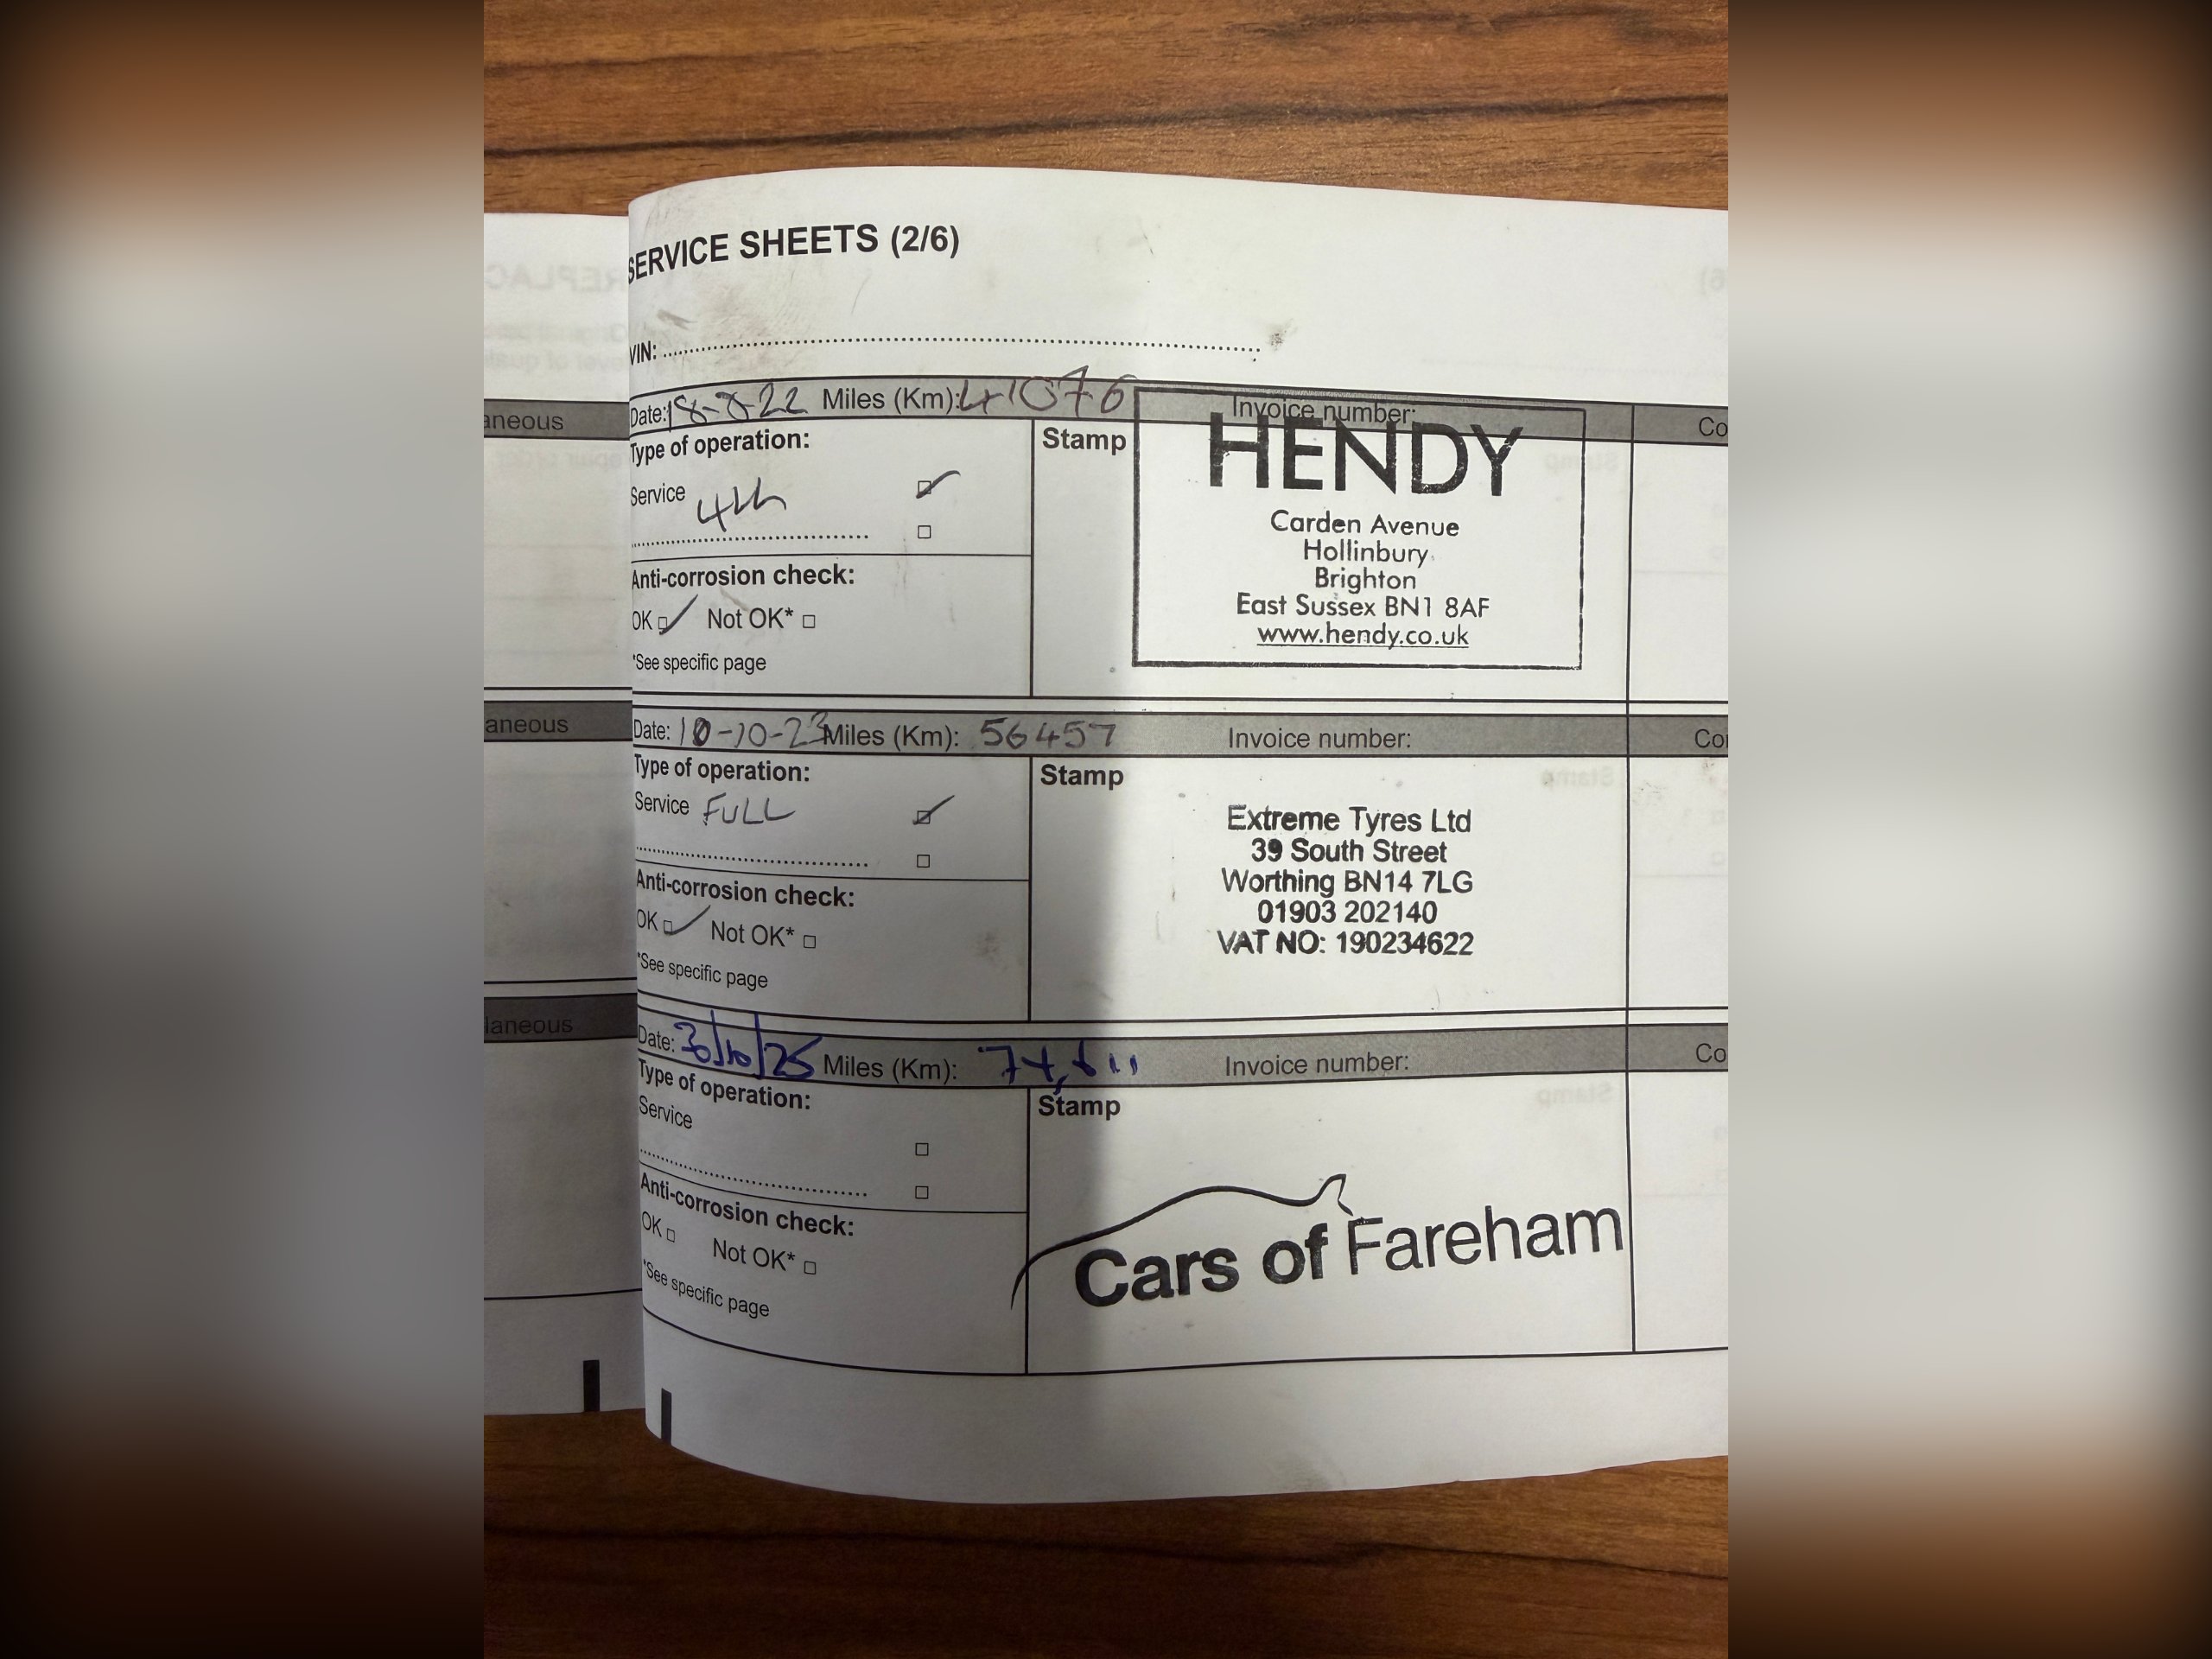 SERVICE SHEETS (2/6)
VIN:
Date: 18-8-22 Miles (Km): 41076 Invoice number:
Type of operation:
Stamp
Service 4th
Anti-corrosion check:
OK Not OK*
*See specific page
HENDY
Carden Avenue
Hollinbury
Brighton
East Sussex BN1 8AF
www.hendy.co.uk
Date: 10-10-23 Miles (Km): 56457 Invoice number:
Type of operation:
Stamp
Service FULL
Anti-corrosion check:
OK Not OK*
*See specific page
Extreme Tyres Ltd
39 South Street
Worthing BN14 7LG
01903 202140
VAT NO: 190234622
Date: Miles (Km): Invoice number:
Type of operation:
Stamp
Service
Anti-corrosion check:
OK Not OK*
*See specific page
Cars of Fareham
aneous
aneous
laneous
Co
Co
Co